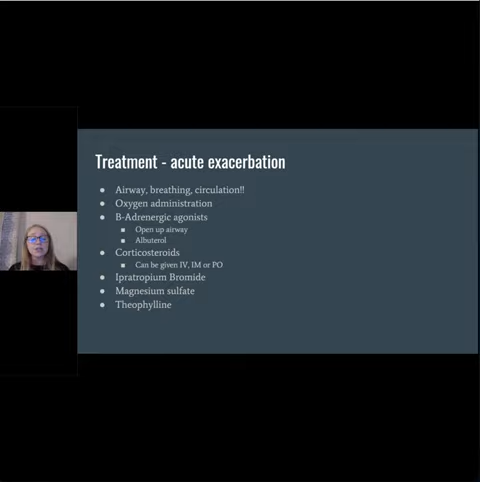 Treatment - acute exacerbation
Airway, breathing, circulation!!
Oxygen administration
B-Adrenergic agonists
Open up airway
Albuterol
Corticosteroids
Can be given IV, IM or PO
Ipratropium Bromide
Magnesium sulfate
Theophylline